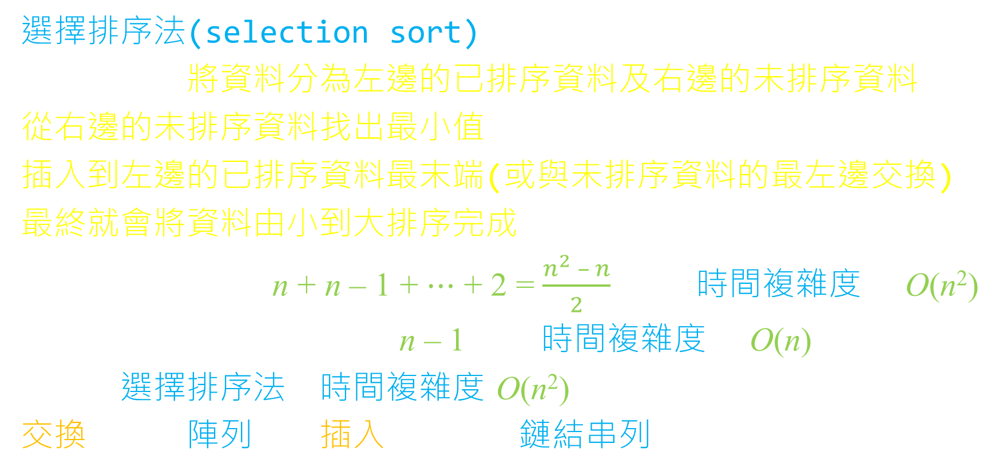 選擇排序法(selection sort)
將資料分為左邊的已排序資料及右邊的未排序資料
從右邊的未排序資料找出最小值
插入到左邊的已排序資料最末端(或與未排序資料的最左邊交換)
最終就會將資料由小到大排序完成
n + n – 1 + ⋯ + 2 = (n² – n)/2 時間複雜度 O(n²)
n – 1 時間複雜度 O(n)
選擇排序法 時間複雜度 O(n²)
交換 陣列 插入 鏈結串列